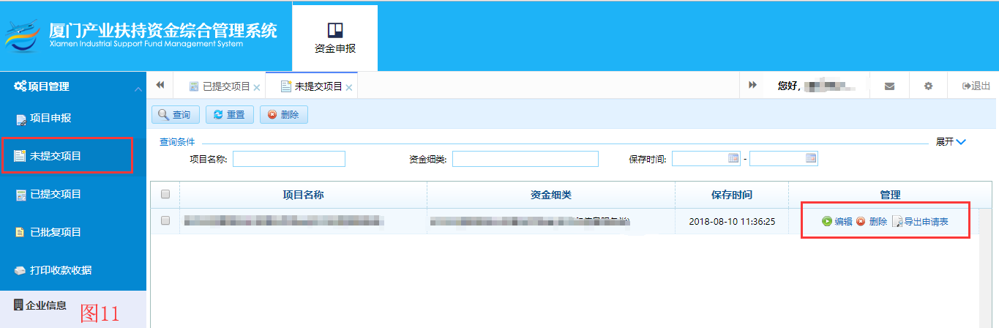 厦门产业扶持资金综合管理系统
Xiamen Industrial Support Fund Management System
资金申报
项目管理
已提交项目
未提交项目
您好,
退出
项目申报
未提交项目
已提交项目
已批复项目
打印收款收据
企业信息
图11
查询
重置
删除
查询条件
展开
项目名称:
资金细类:
保存时间:
-
项目名称
资金细类
保存时间
管理
2018-08-10 11:36:25
编辑
删除
导出申请表